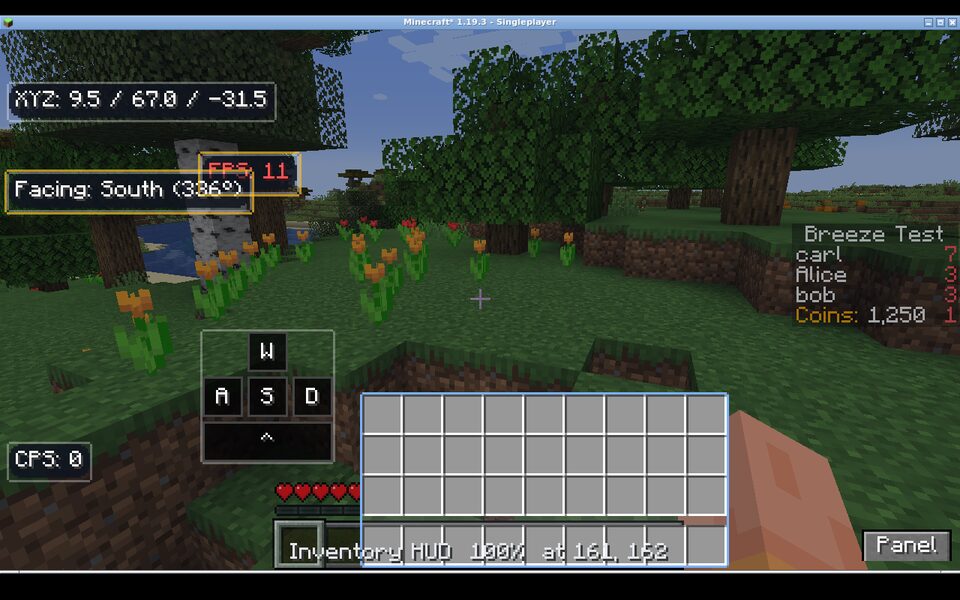 Minecraft* 1.19.3 - Singleplayer
XYZ: 9.5 / 67.0 / -31.5
FPS: 11
Facing: South (336°)
Breeze Test
carl 7
Alice 3
bob 3
Coins: 1,250 1
W
A S D
^
CPS: 0
Inventory HUD 100% at 161, 162
Panel